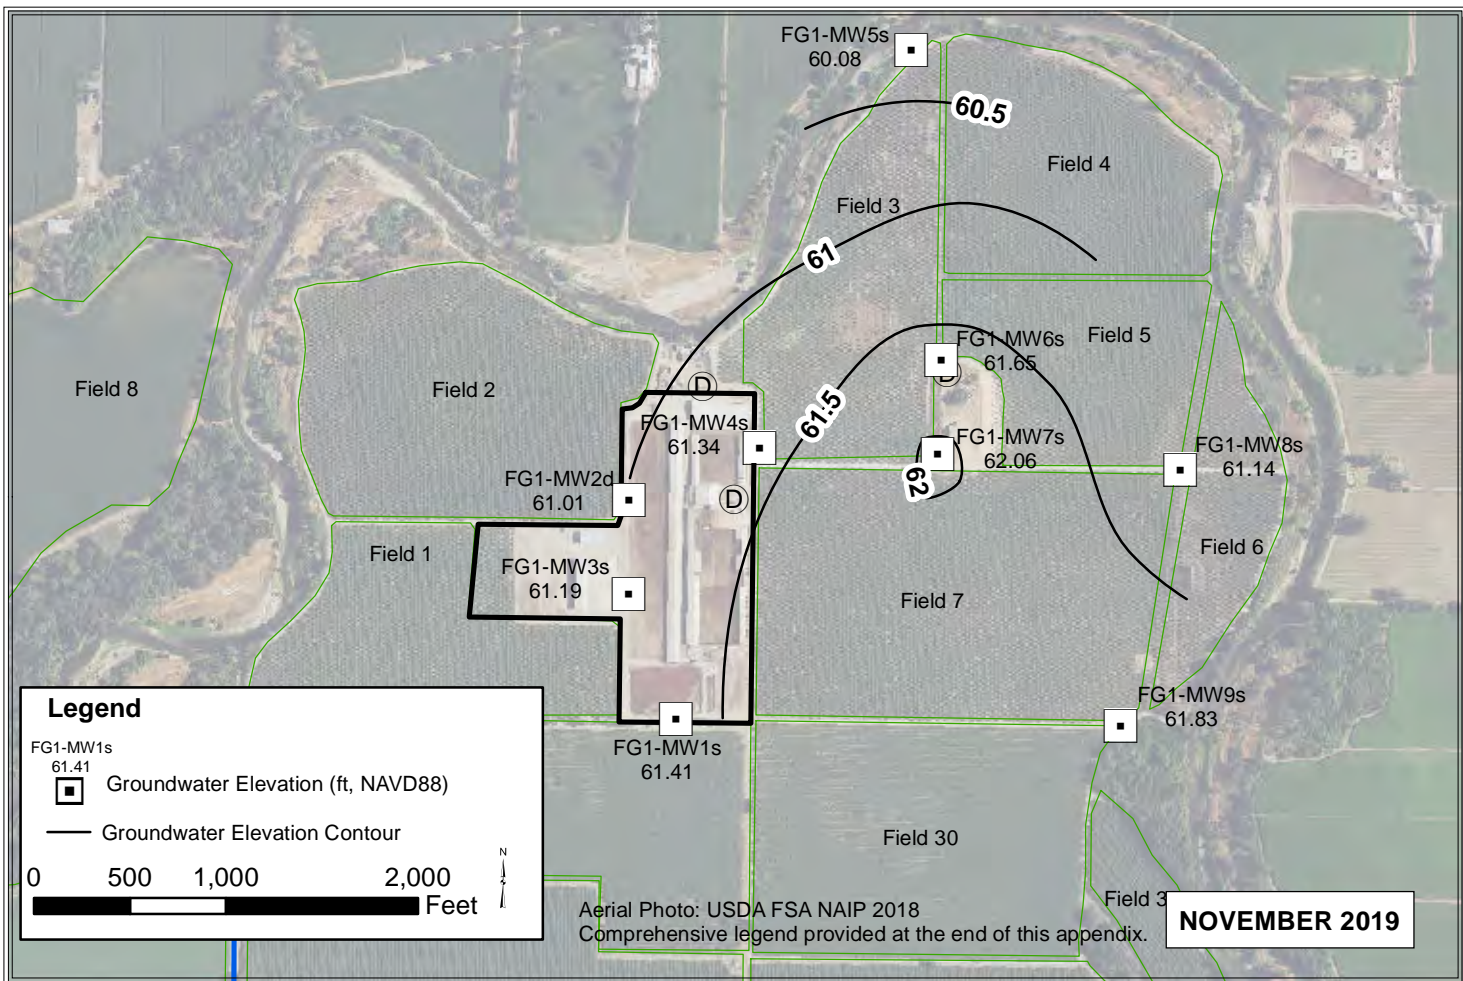 FG1-MW5s
60.08
60.5
Field 4
Field 3
61
Field 8
Field 2
Field 5
FG1-MW6s
61.65
D
D
61.5
FG1-MW4s
61.34
FG1-MW7s
62.06
62
FG1-MW8s
61.14
FG1-MW2d
61.01
D
Field 1
Field 6
FG1-MW3s
61.19
Field 7
FG1-MW9s
61.83
FG1-MW1s
61.41
Field 30
Field 3
Legend
FG1-MW1s
61.41
Groundwater Elevation (ft, NAVD88)
Groundwater Elevation Contour
N
0 500 1,000 2,000
Feet
Aerial Photo: USDA FSA NAIP 2018
Comprehensive legend provided at the end of this appendix.
NOVEMBER 2019